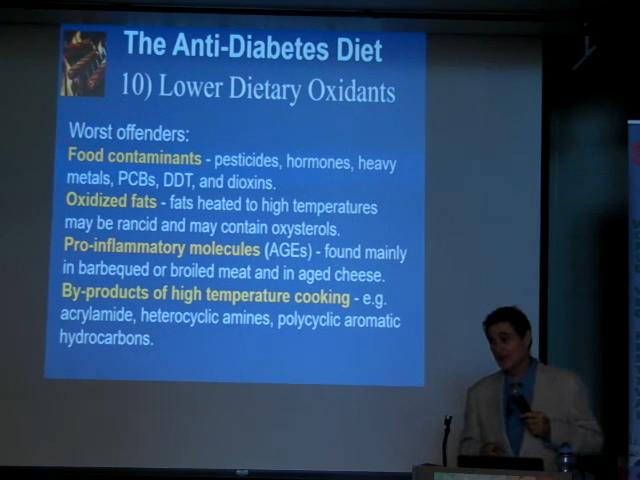 The Anti-Diabetes Diet
10) Lower Dietary Oxidants
Worst offenders:
Food contaminants - pesticides, hormones, heavy
metals, PCBs, DDT, and dioxins.
Oxidized fats - fats heated to high temperatures
may be rancid and may contain oxysterols.
Pro-inflammatory molecules (AGEs) - found mainly
in barbequed or broiled meat and in aged cheese.
By-products of high temperature cooking - e.g.
acrylamide, heterocyclic amines, polycyclic aromatic
hydrocarbons.